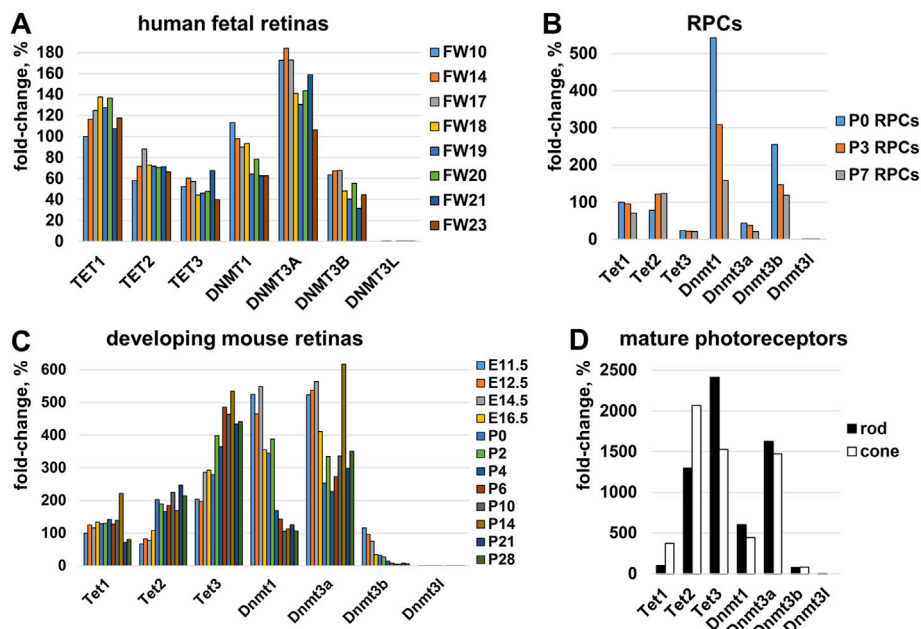 A human fetal retinas
fold-change, %
180
160
140
120
100
80
60
40
20
0
TET1
TET2
TET3
DNMT1
DNMT3A
DNMT3B
DNMT3L
FW10
FW14
FW17
FW18
FW19
FW20
FW21
FW23
B RPCs
fold-change, %
500
400
300
200
100
0
Tet1
Tet2
Tet3
Dnmt1
Dnmt3a
Dnmt3b
Dnmt3l
P0 RPCs
P3 RPCs
P7 RPCs
C developing mouse retinas
fold-change, %
600
500
400
300
200
100
0
Tet1
Tet2
Tet3
Dnmt1
Dnmt3a
Dnmt3b
Dnmt3l
E11.5
E12.5
E14.5
E16.5
P0
P2
P4
P6
P10
P14
P21
P28
D mature photoreceptors
fold-change, %
2500
2000
1500
1000
500
0
Tet1
Tet2
Tet3
Dnmt1
Dnmt3a
Dnmt3b
Dnmt3l
rod
cone